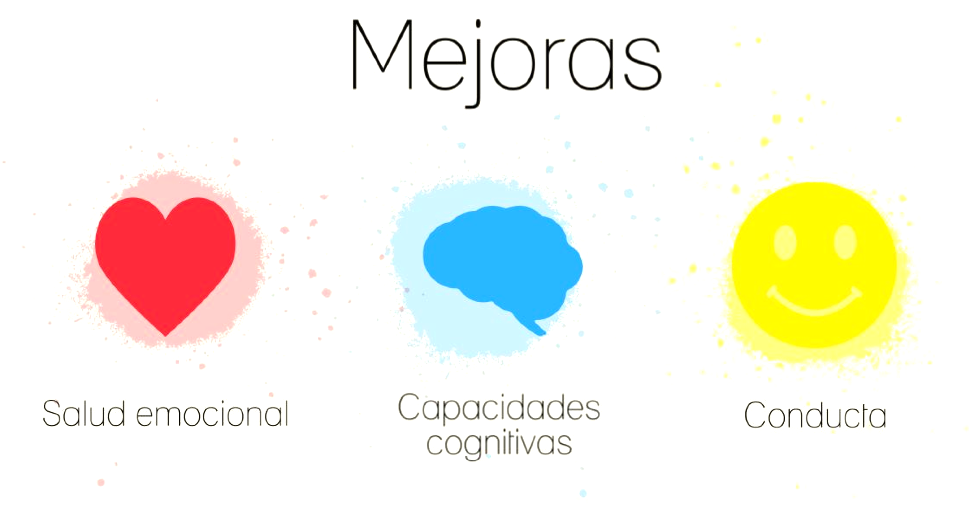 Mejoras
Salud emocional
Capacidades
cognitivas
Conducta